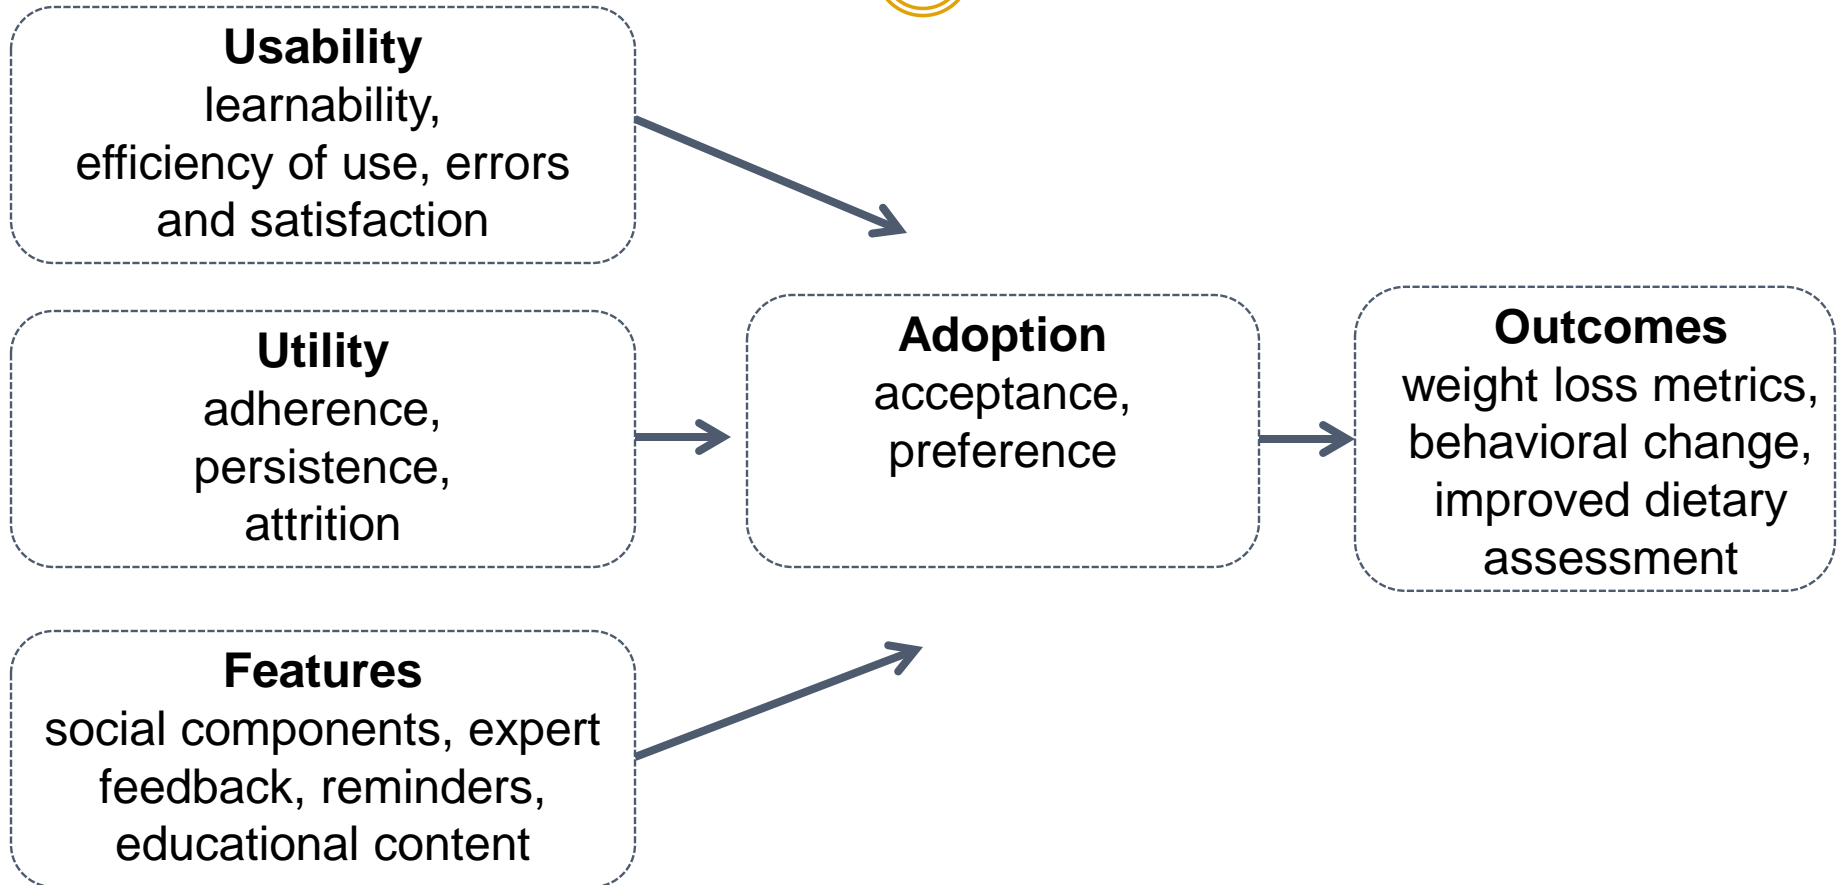 Usability
learnability,
efficiency of use, errors
and satisfaction
Utility
adherence,
persistence,
attrition
Features
social components, expert
feedback, reminders,
educational content
Adoption
acceptance,
preference
Outcomes
weight loss metrics,
behavioral change,
improved dietary
assessment